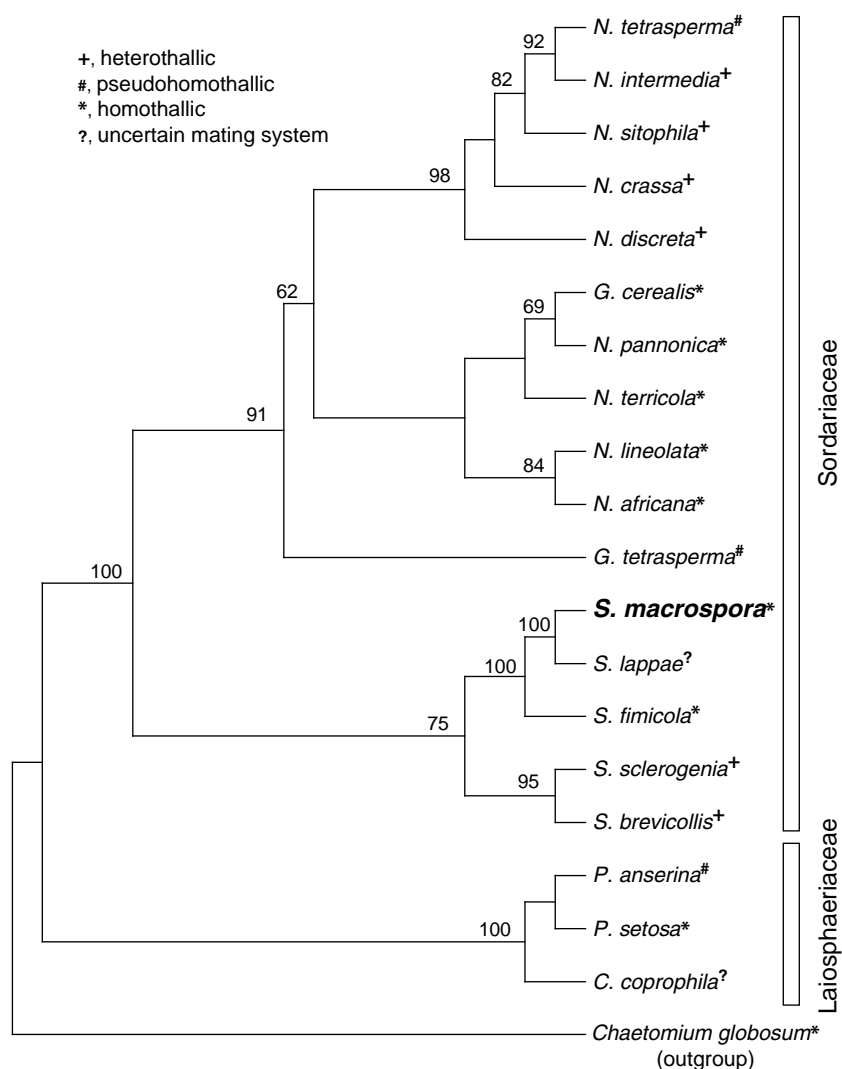 +, heterothallic
#, pseudohomothallic
*, homothallic
?, uncertain mating system
92
N. tetrasperma#
N. intermedia+
82
N. sitophila+
N. crassa+
98
N. discreta+
62
G. cerealis*
69
N. pannonica*
N. terricola*
91
N. lineolata*
84
N. africana*
G. tetrasperma#
100
S. macrospora*
100
S. lappae?
100
S. fimicola*
75
S. sclerogenia+
95
S. brevicollis+
P. anserina#
P. setosa*
100
C. coprophila?
Chaetomium globosum*
(outgroup)
Sordariaceae
Laiosphaeriaceae